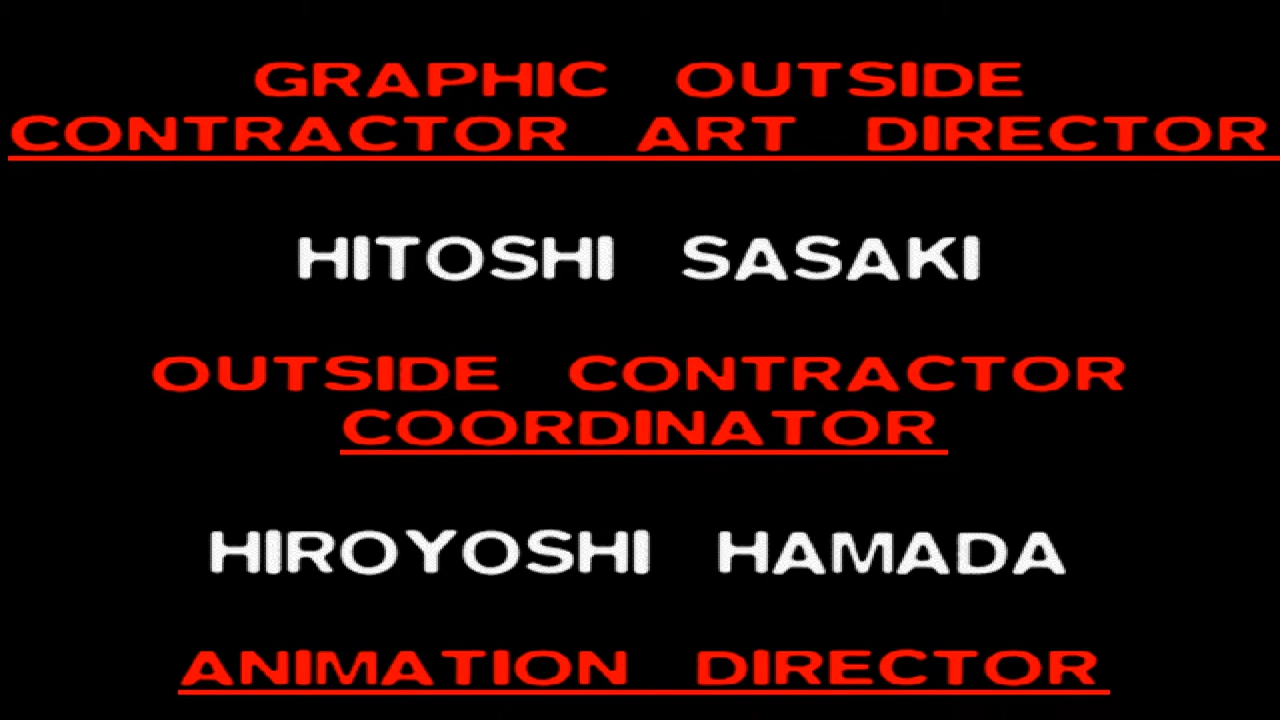 GRAPHIC OUTSIDE
CONTRACTOR ART DIRECTOR
HITOSHI SASAKI
OUTSIDE CONTRACTOR
COORDINATOR
HIROYOSHI HAMADA
ANIMATION DIRECTOR